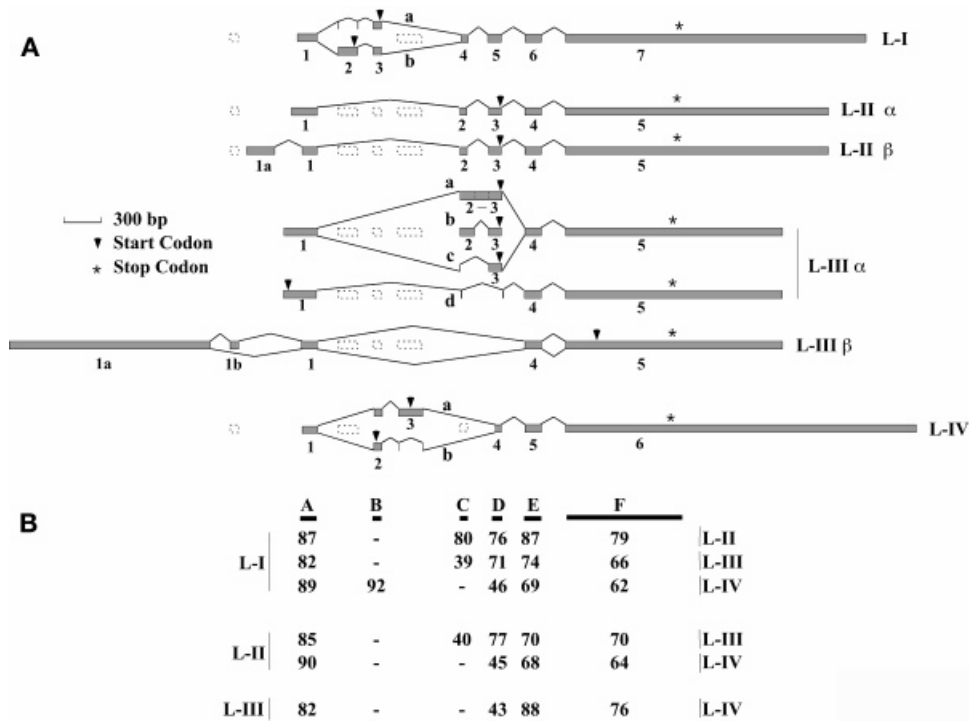 A
a
1 2 3 b 4 5 6 7 * L-I
1 2 3 4 5 * L-II α
1a 1 2 3 4 5 * L-II β
a
2 – 3
300 bp
b
Start Codon
1 2 3 4 5 *
* Stop Codon
c
3
L-III α
1 d 4 5 *
1a 1b 1 4 5 * L-III β
a
3
1 2 b 4 5 6 * L-IV
B
A B C D E F
L-I
87 - 80 76 87 79 L-II
82 - 39 71 74 66 L-III
89 92 - 46 69 62 L-IV
L-II
85 - 40 77 70 70 L-III
90 - - 45 68 64 L-IV
L-III 82 - - 43 88 76 L-IV